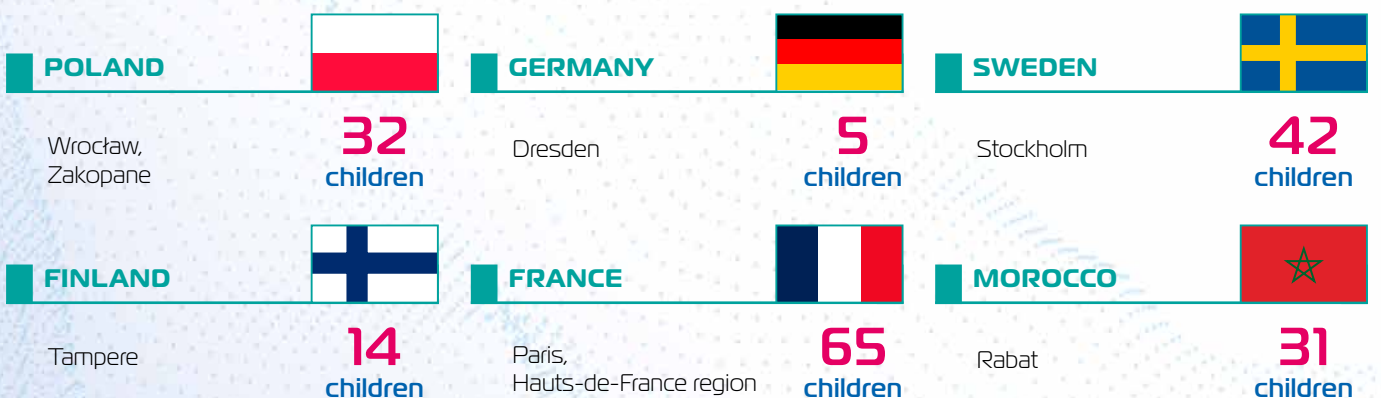 POLAND
Wrocław,
Zakopane
32
children
GERMANY
Dresden
5
children
SWEDEN
Stockholm
42
children
FINLAND
Tampere
14
children
FRANCE
Paris,
Hauts-de-France region
65
children
MOROCCO
Rabat
31
children